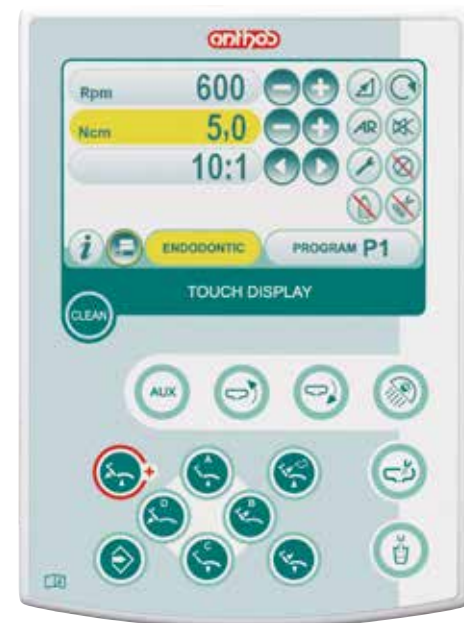 anthos
Rpm 600
Ncm 5,0 AR
10:1
i ENDODONTIC PROGRAM P1
TOUCH DISPLAY
CLEAN
AUX
A
D B
C